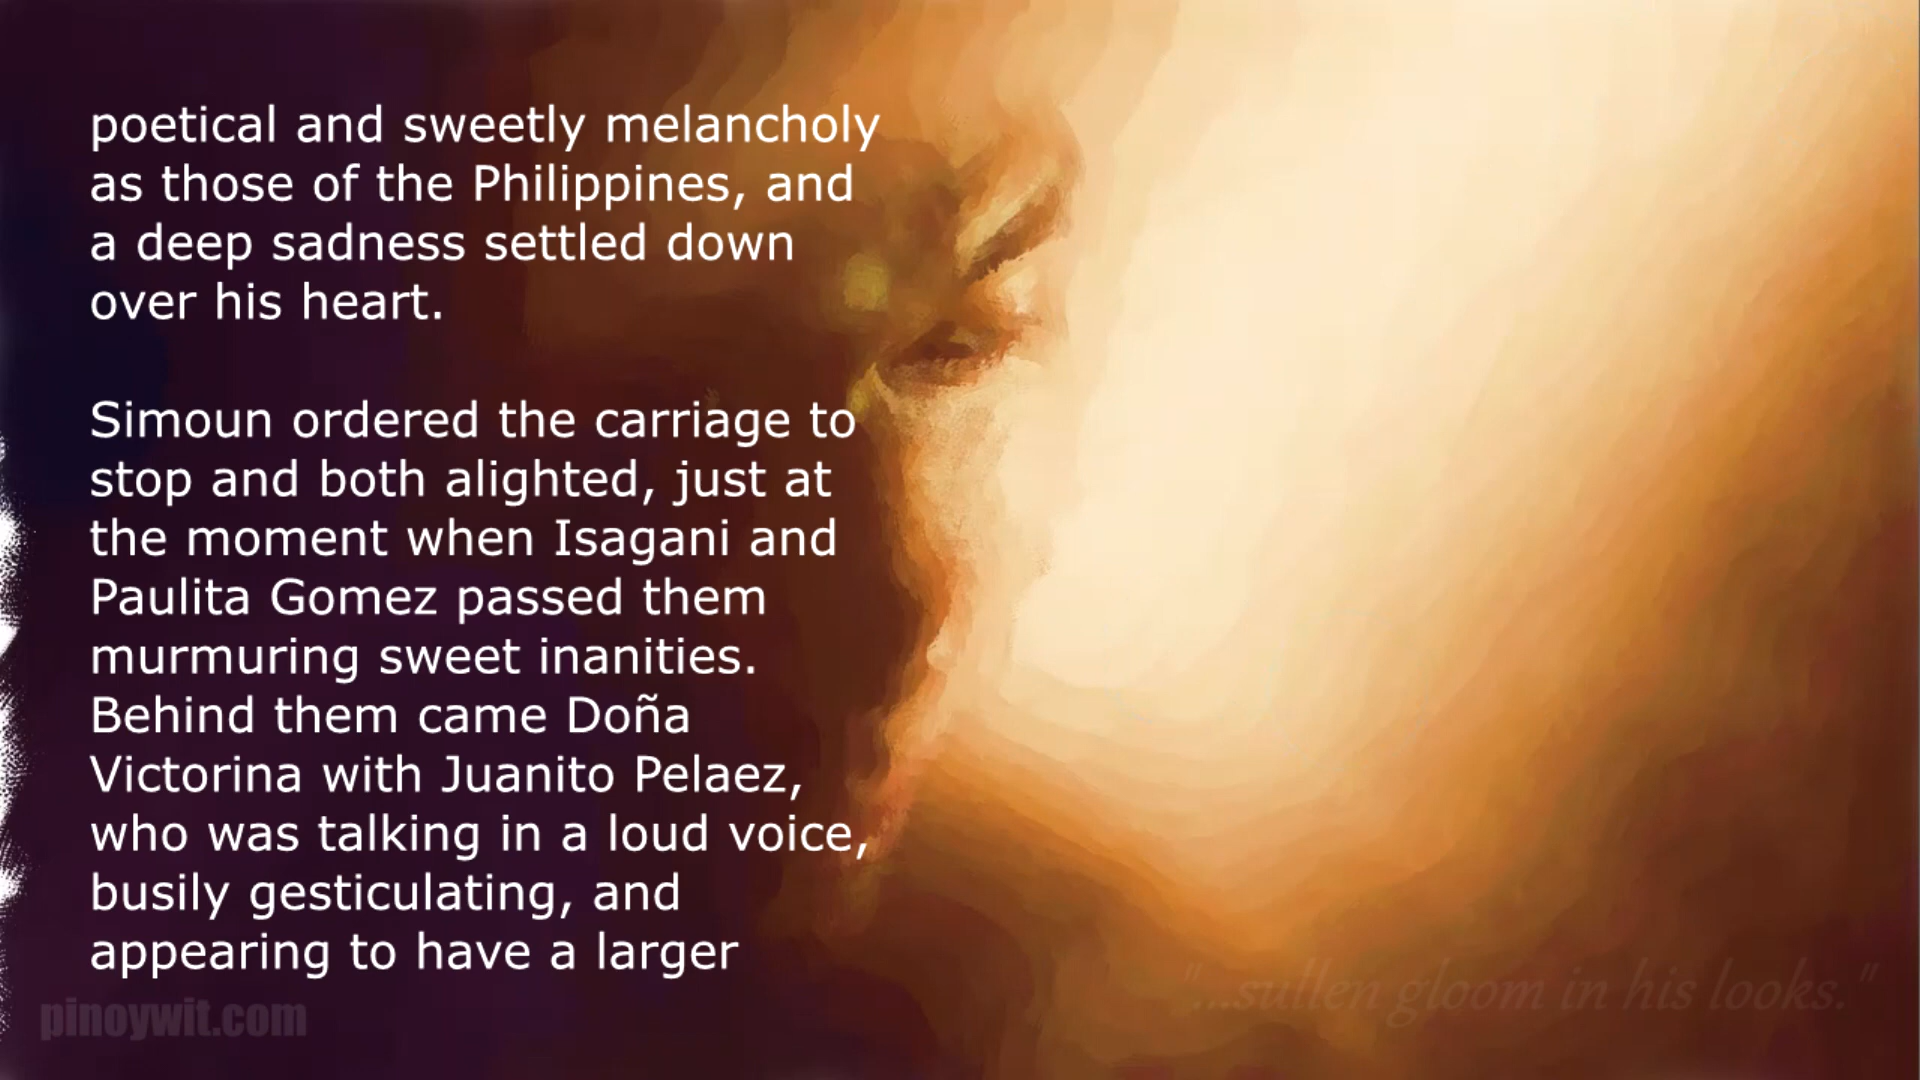 poetical and sweetly melancholy
as those of the Philippines, and
a deep sadness settled down
over his heart.
Simoun ordered the carriage to
stop and both alighted, just at
the moment when Isagani and
Paulita Gomez passed them
murmuring sweet inanities.
Behind them came Doña
Victorina with Juanito Pelaez,
who was talking in a loud voice,
busily gesticulating, and
appearing to have a larger
"...sullen gloom in his looks."
pinoywit.com